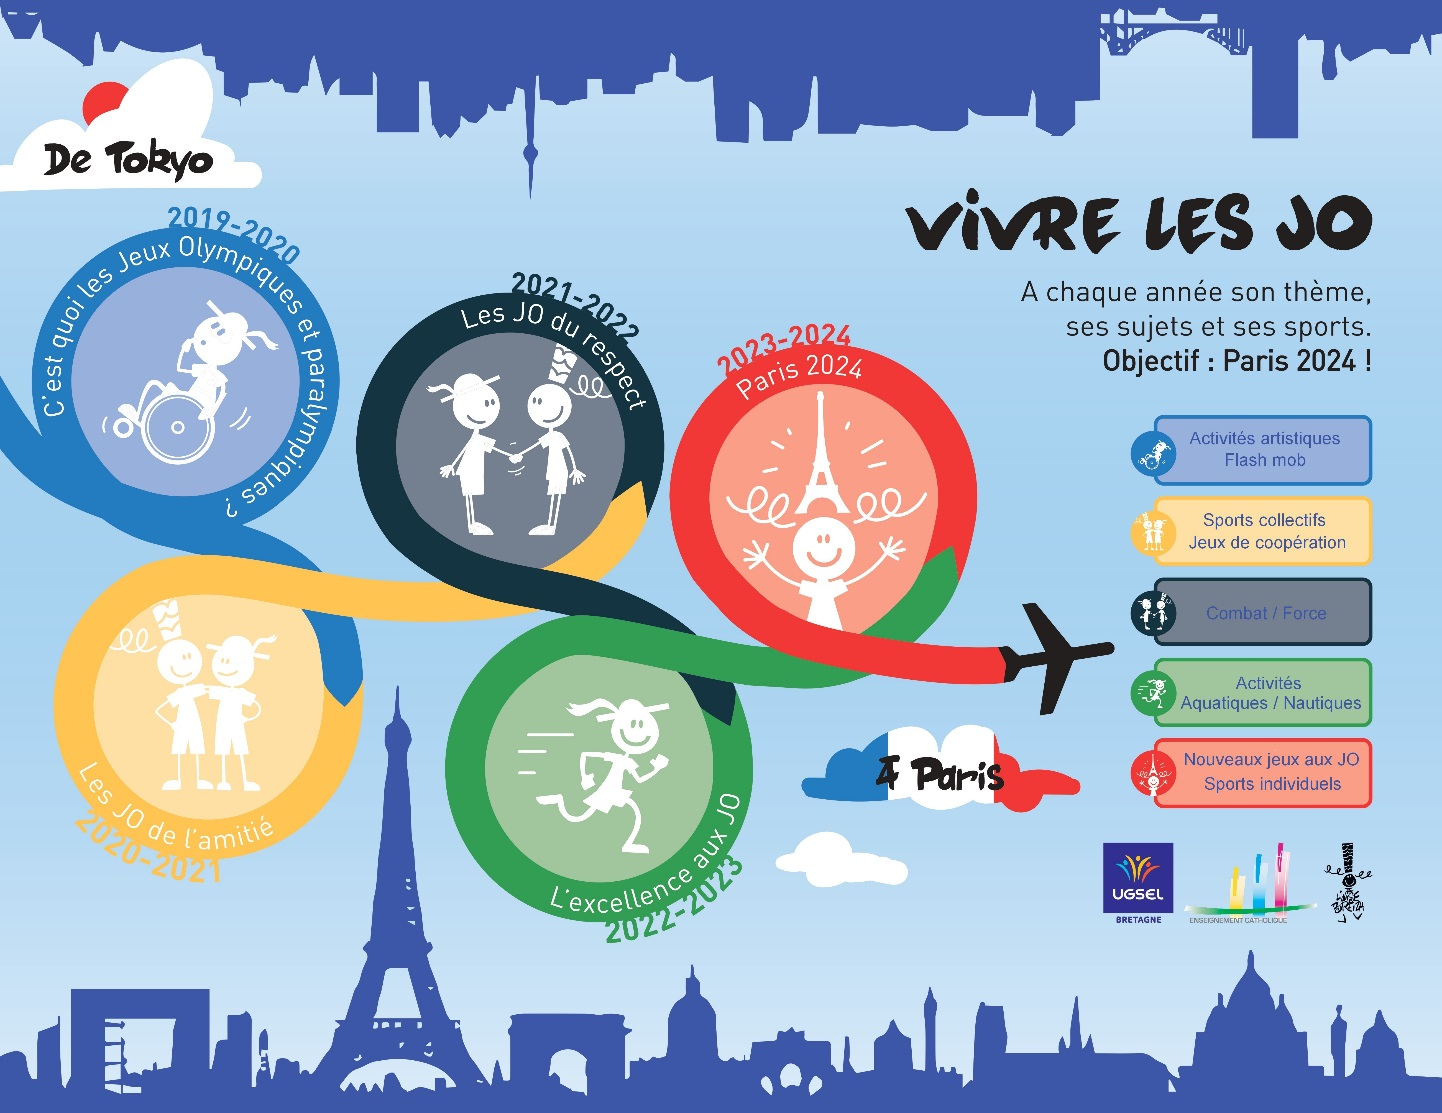 De Tokyo
VIVRE LES JO
A chaque année son thème,
ses sujets et ses sports.
Objectif : Paris 2024 !
2019-2020
C'est quoi les Jeux Olympiques et paralympiques ?
2021-2022
Les JO du respect
2023-2024
Paris 2024
Les JO de l'amitié
2020-2021
L'excellence aux JO
2022-2023
A Paris
Activités artistiques
Flash mob
Sports collectifs
Jeux de coopération
Combat / Force
Activités
Aquatiques / Nautiques
Nouveaux jeux aux JO
Sports individuels
UGSEL
BRETAGNE
ENSEIGNEMENT CATHOLIQUE